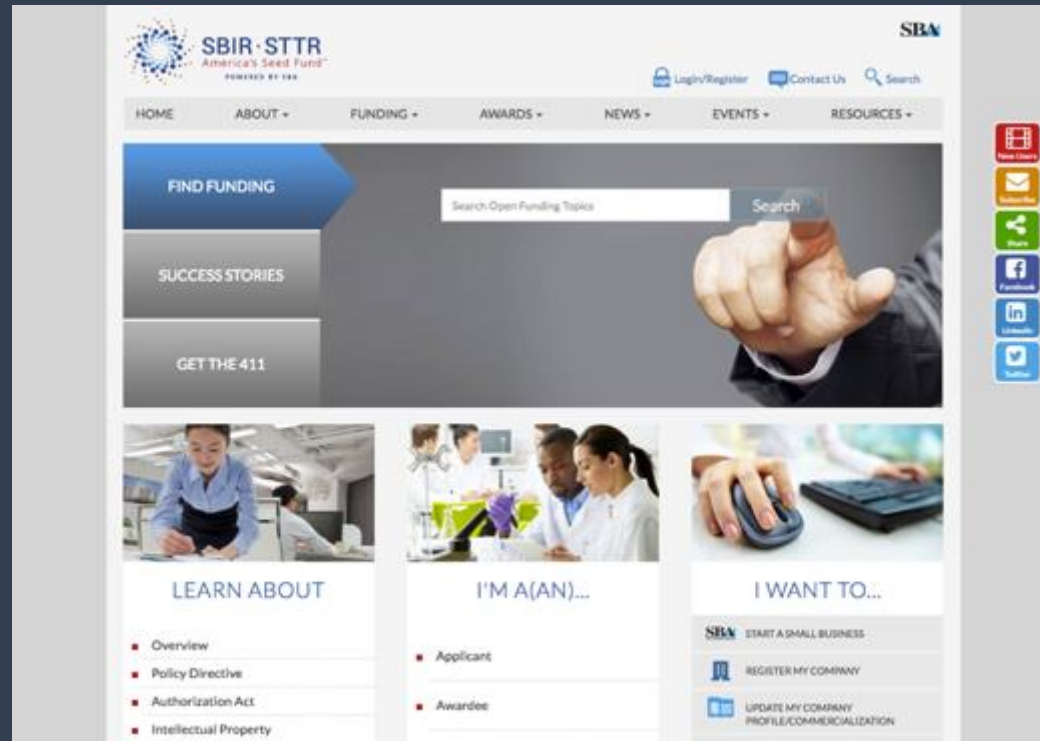 SBIR·STTR
America's Seed Fund™
POWERED BY SBA
SBA
Login/Register
Contact Us
Search
HOME
ABOUT
FUNDING
AWARDS
NEWS
EVENTS
RESOURCES
FIND FUNDING
SUCCESS STORIES
GET THE 411
Search Open Funding Topics
Search
New Users
Subscribe
Share
Facebook
LinkedIn
Twitter
LEARN ABOUT
Overview
Policy Directive
Authorization Act
Intellectual Property
I'M A(AN)...
Applicant
Awardee
I WANT TO...
SBA START A SMALL BUSINESS
REGISTER MY COMPANY
UPDATE MY COMPANY
PROFILE/COMMERCIALIZATION